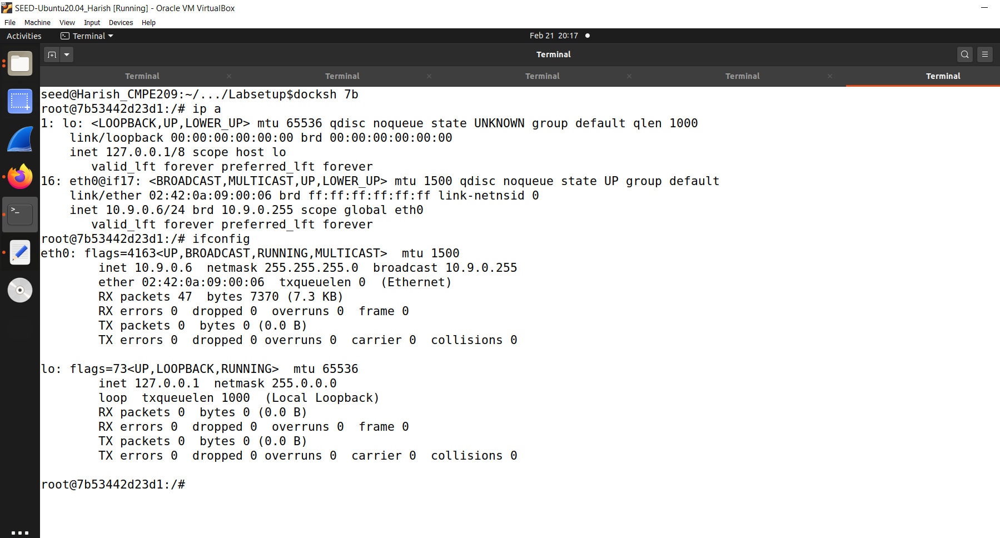 SEED-Ubuntu20.04_Harish [Running] - Oracle VM VirtualBox
File Machine View Input Devices Help
Activities Terminal Feb 21 20:17
Terminal
Terminal Terminal Terminal Terminal Terminal
seed@Harish_CMPE209:~/.../Labsetup$docksh 7b
root@7b53442d23d1:/# ip a
1: lo: <LOOPBACK,UP,LOWER_UP> mtu 65536 qdisc noqueue state UNKNOWN group default qlen 1000
    link/loopback 00:00:00:00:00:00 brd 00:00:00:00:00:00
    inet 127.0.0.1/8 scope host lo
       valid_lft forever preferred_lft forever
16: eth0@if17: <BROADCAST,MULTICAST,UP,LOWER_UP> mtu 1500 qdisc noqueue state UP group default
    link/ether 02:42:0a:09:00:06 brd ff:ff:ff:ff:ff:ff link-netnsid 0
    inet 10.9.0.6/24 brd 10.9.0.255 scope global eth0
       valid_lft forever preferred_lft forever
root@7b53442d23d1:/# ifconfig
eth0: flags=4163<UP,BROADCAST,RUNNING,MULTICAST>  mtu 1500
        inet 10.9.0.6  netmask 255.255.255.0  broadcast 10.9.0.255
        ether 02:42:0a:09:00:06  txqueuelen 0  (Ethernet)
        RX packets 47  bytes 7370 (7.3 KB)
        RX errors 0  dropped 0  overruns 0  frame 0
        TX packets 0  bytes 0 (0.0 B)
        TX errors 0  dropped 0 overruns 0  carrier 0  collisions 0

lo: flags=73<UP,LOOPBACK,RUNNING>  mtu 65536
        inet 127.0.0.1  netmask 255.0.0.0
        loop  txqueuelen 1000  (Local Loopback)
        RX packets 0  bytes 0 (0.0 B)
        RX errors 0  dropped 0  overruns 0  frame 0
        TX packets 0  bytes 0 (0.0 B)
        TX errors 0  dropped 0 overruns 0  carrier 0  collisions 0

root@7b53442d23d1:/#